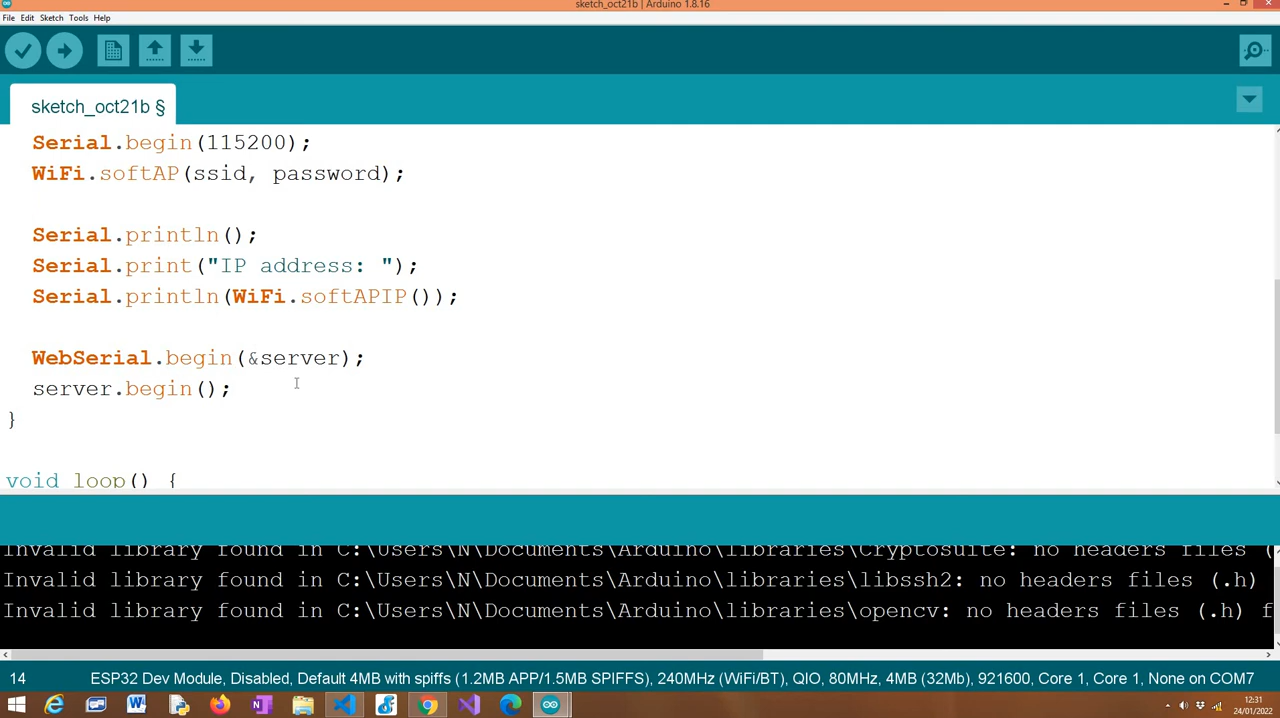 sketch_oct21b | Arduino 1.8.16
File Edit Sketch Tools Help
sketch_oct21b §
Serial.begin(115200);
WiFi.softAP(ssid, password);
Serial.println();
Serial.print("IP address: ");
Serial.println(WiFi.softAPIP());
WebSerial.begin(&server);
server.begin();
}
void loop() {
Invalid library found in C:\Users\N\Documents\Arduino\libraries\Cryptosuite: no headers files (
Invalid library found in C:\Users\N\Documents\Arduino\libraries\libssh2: no headers files (.h)
Invalid library found in C:\Users\N\Documents\Arduino\libraries\opencv: no headers files (.h) f
14 ESP32 Dev Module, Disabled, Default 4MB with spiffs (1.2MB APP/1.5MB SPIFFS), 240MHz (WiFi/BT), QIO, 80MHz, 4MB (32Mb), 921600, Core 1, Core 1, None on COM7
12:31
24/01/2022